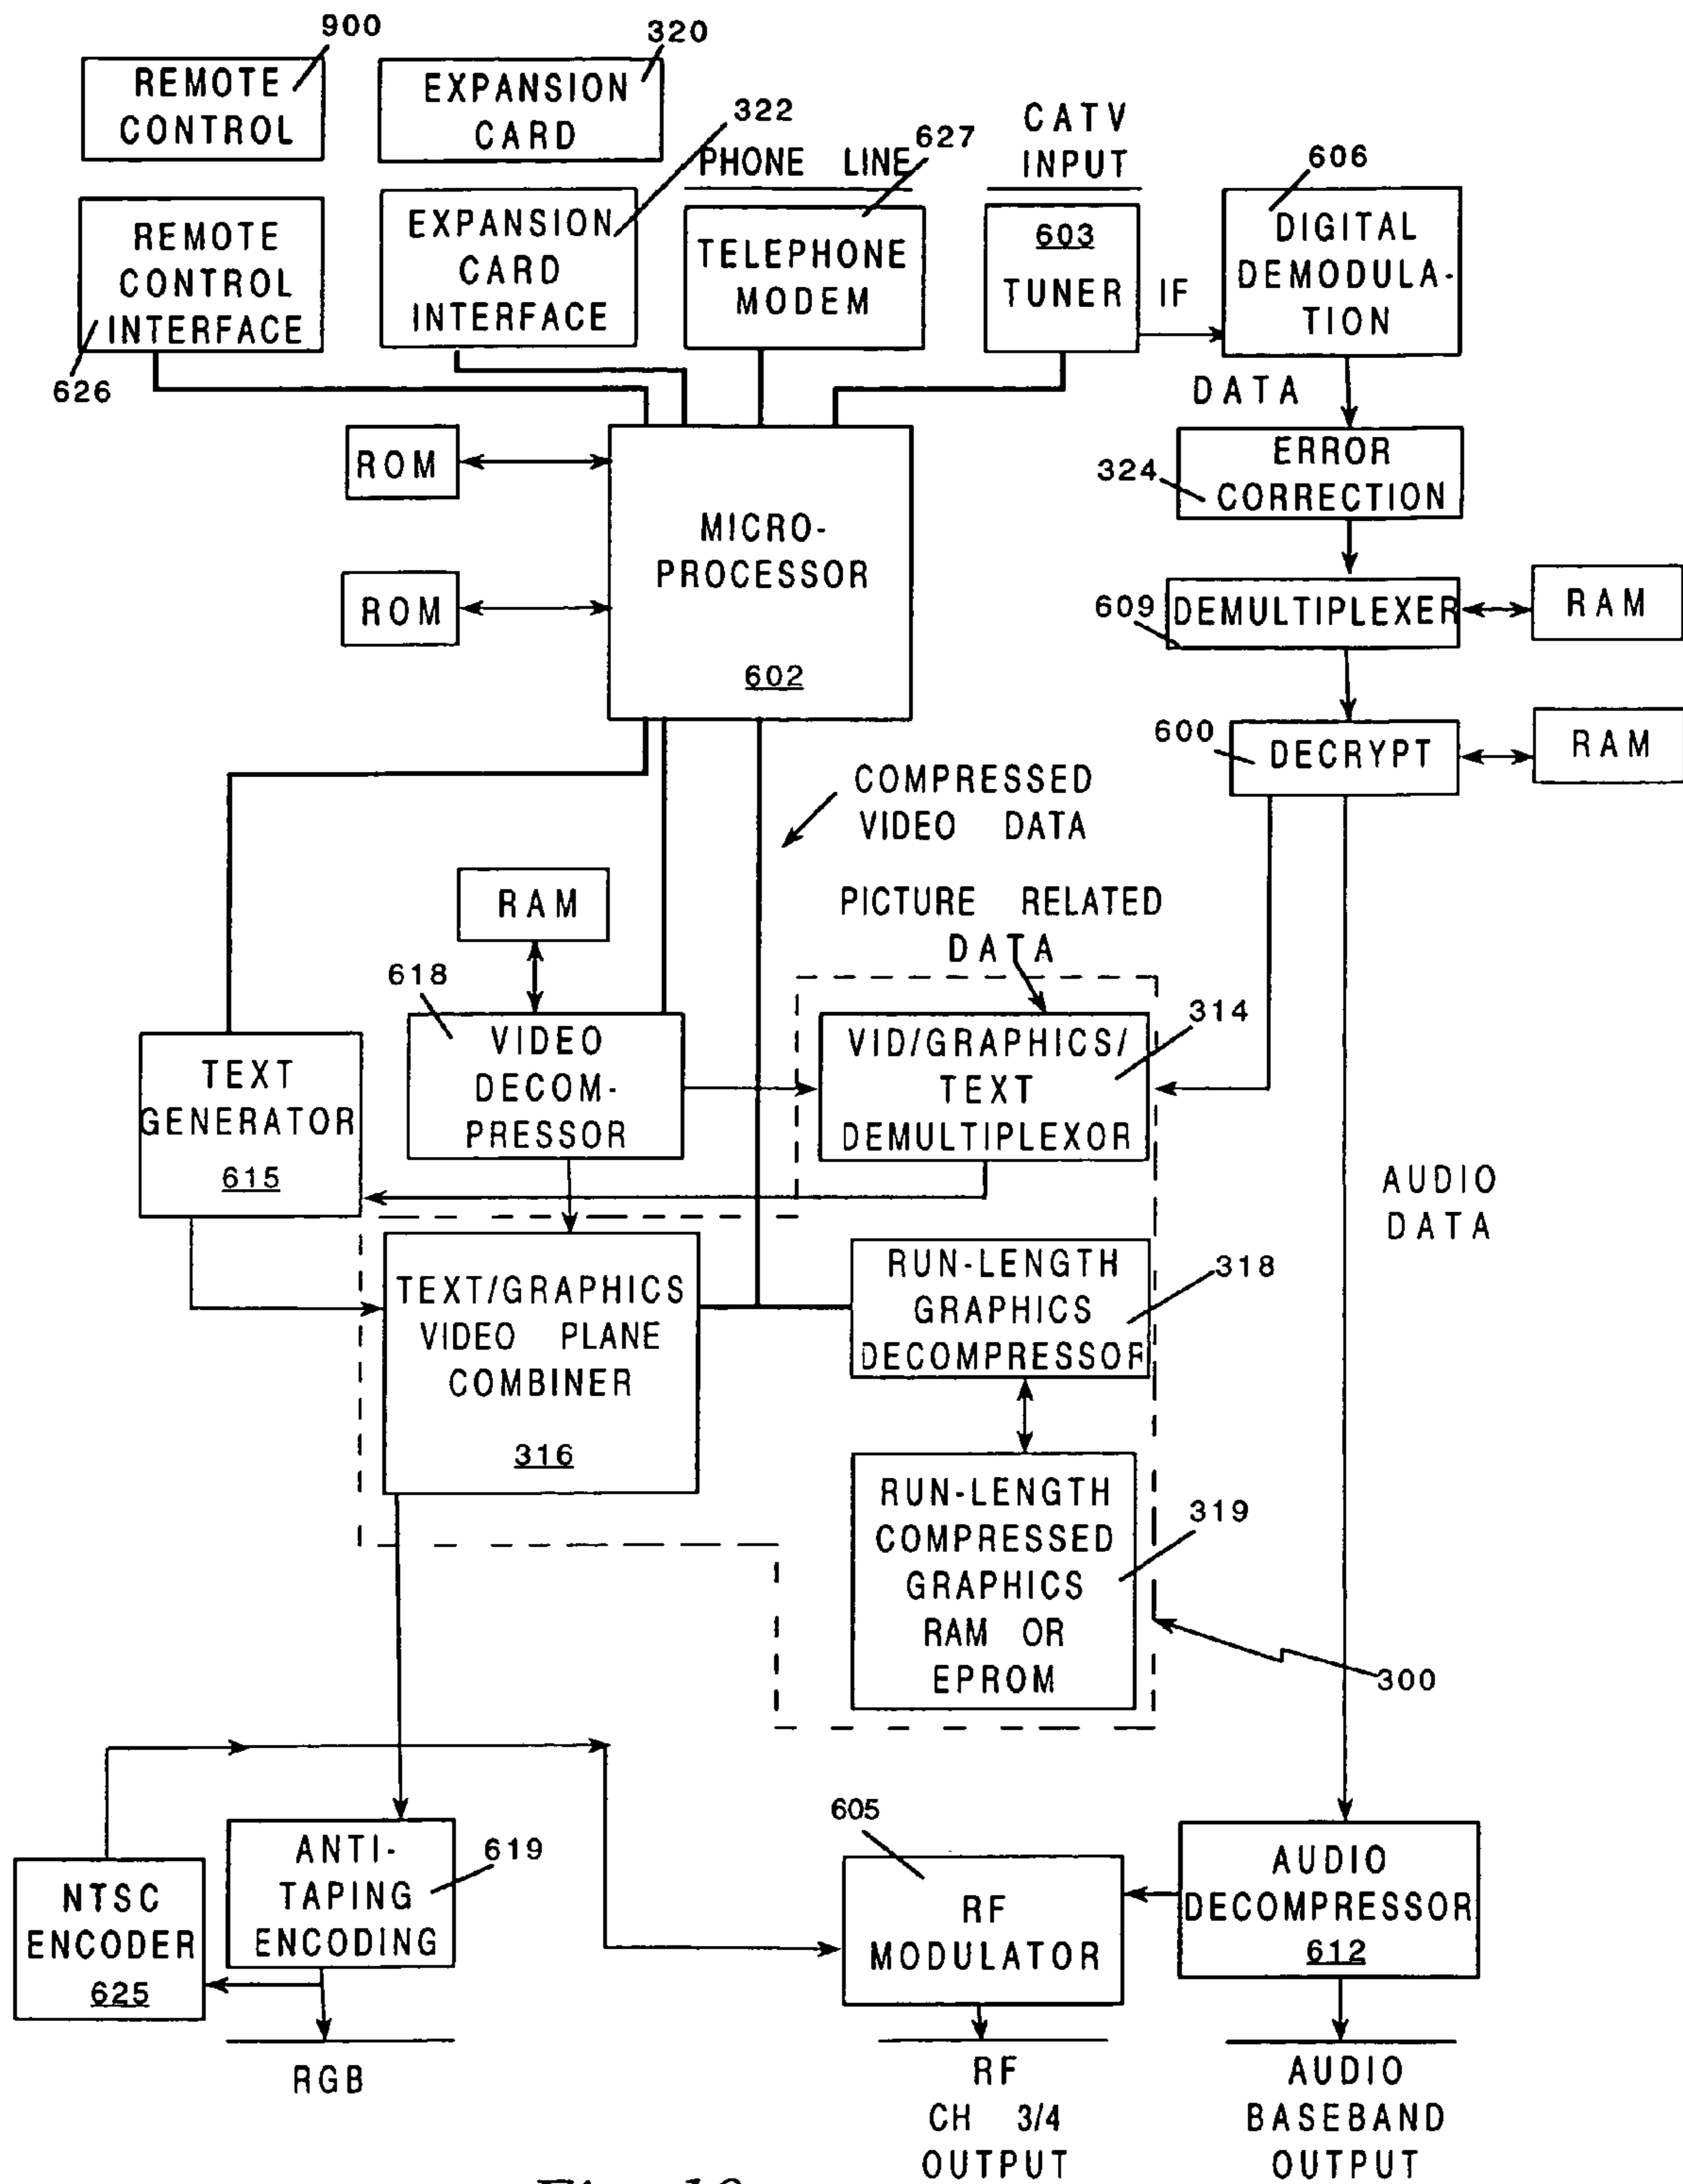 900
320
REMOTE
CONTROL
EXPANSION
CARD
322
CATV
INPUT
PHONE LINE
627
606
REMOTE
CONTROL
INTERFACE
626
EXPANSION
CARD
INTERFACE
TELEPHONE
MODEM
603
TUNER
IF
DIGITAL
DEMODULA-
TION
DATA
ROM
ROM
MICRO-
PROCESSOR
602
324
ERROR
CORRECTION
609
DEMULTIPLEXER
RAM
600
DECRYPT
RAM
COMPRESSED
VIDEO DATA
PICTURE RELATED
DATA
RAM
618
VIDEO
DECOM-
PRESSOR
314
VID/GRAPHICS/
TEXT
DEMULTIPLEXOR
TEXT
GENERATOR
615
AUDIO
DATA
TEXT/GRAPHICS
VIDEO PLANE
COMBINER
316
RUN-LENGTH
GRAPHICS
DECOMPRESSOR
318
RUN-LENGTH
COMPRESSED
GRAPHICS
RAM OR
EPROM
319
300
NTSC
ENCODER
625
ANTI-
TAPING
ENCODING
619
605
RF
MODULATOR
AUDIO
DECOMPRESSOR
612
RGB
RF
CH 3/4
OUTPUT
AUDIO
BASEBAND
OUTPUT